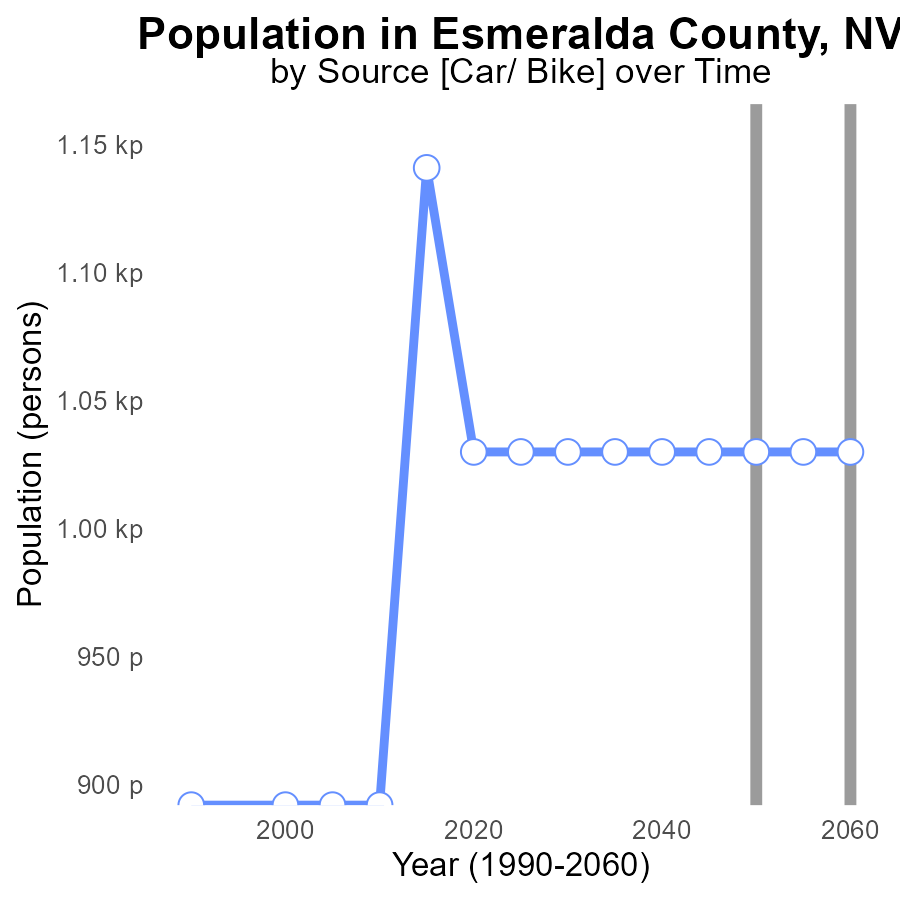 Population in Esmeralda County, NV
by Source [Car/ Bike] over Time
1.15 kp
1.10 kp
1.05 kp
1.00 kp
950 p
900 p
Population (persons)
2000
2020
2040
2060
Year (1990-2060)